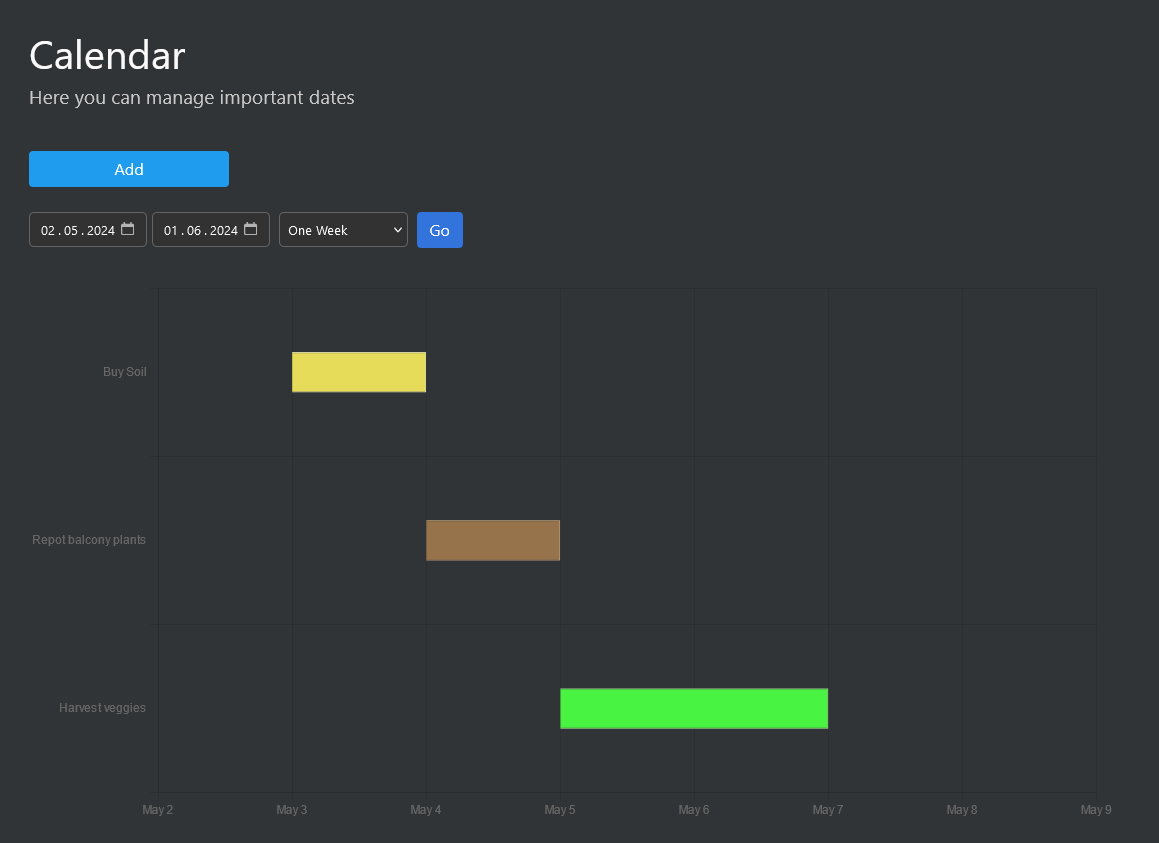 Calendar
Here you can manage important dates
Add
02 . 05 . 2024 01 . 06 . 2024 One Week Go
Buy Soil
Repot balcony plants
Harvest veggies
May 2 May 3 May 4 May 5 May 6 May 7 May 8 May 9